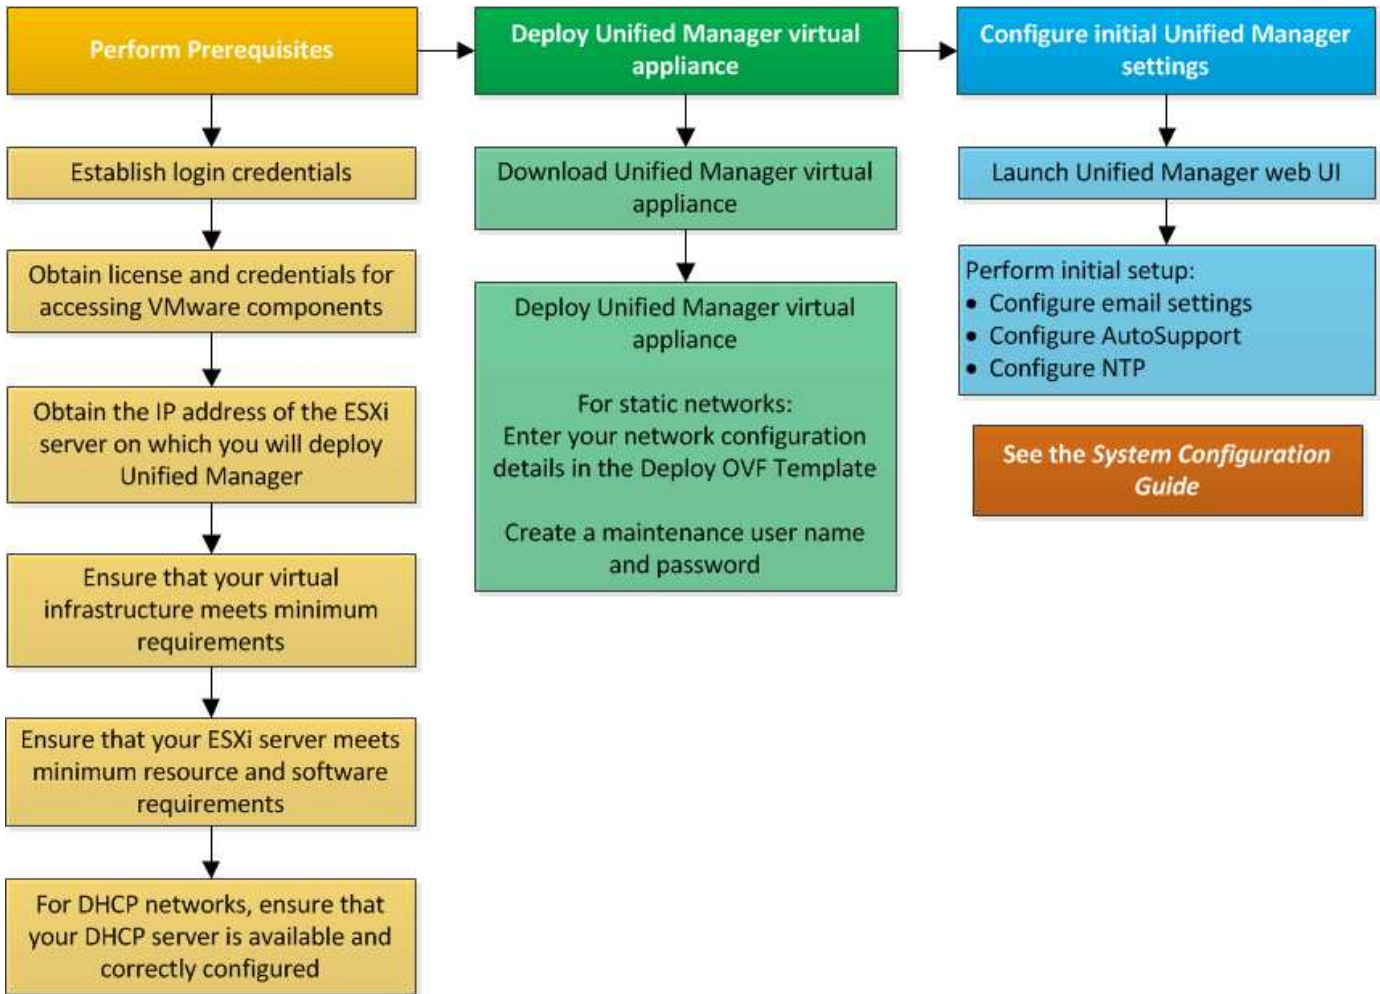 Perform Prerequisites
Establish login credentials
Obtain license and credentials for
accessing VMware components
Obtain the IP address of the ESXi
server on which you will deploy
Unified Manager
Ensure that your virtual
infrastructure meets minimum
requirements
Ensure that your ESXi server meets
minimum resource and software
requirements
For DHCP networks, ensure that
your DHCP server is available and
correctly configured
Deploy Unified Manager virtual
appliance
Download Unified Manager virtual
appliance
Deploy Unified Manager virtual
appliance
For static networks:
Enter your network configuration
details in the Deploy OVF Template
Create a maintenance user name
and password
Configure initial Unified Manager
settings
Launch Unified Manager web UI
Perform initial setup:
• Configure email settings
• Configure AutoSupport
• Configure NTP
See the System Configuration
Guide